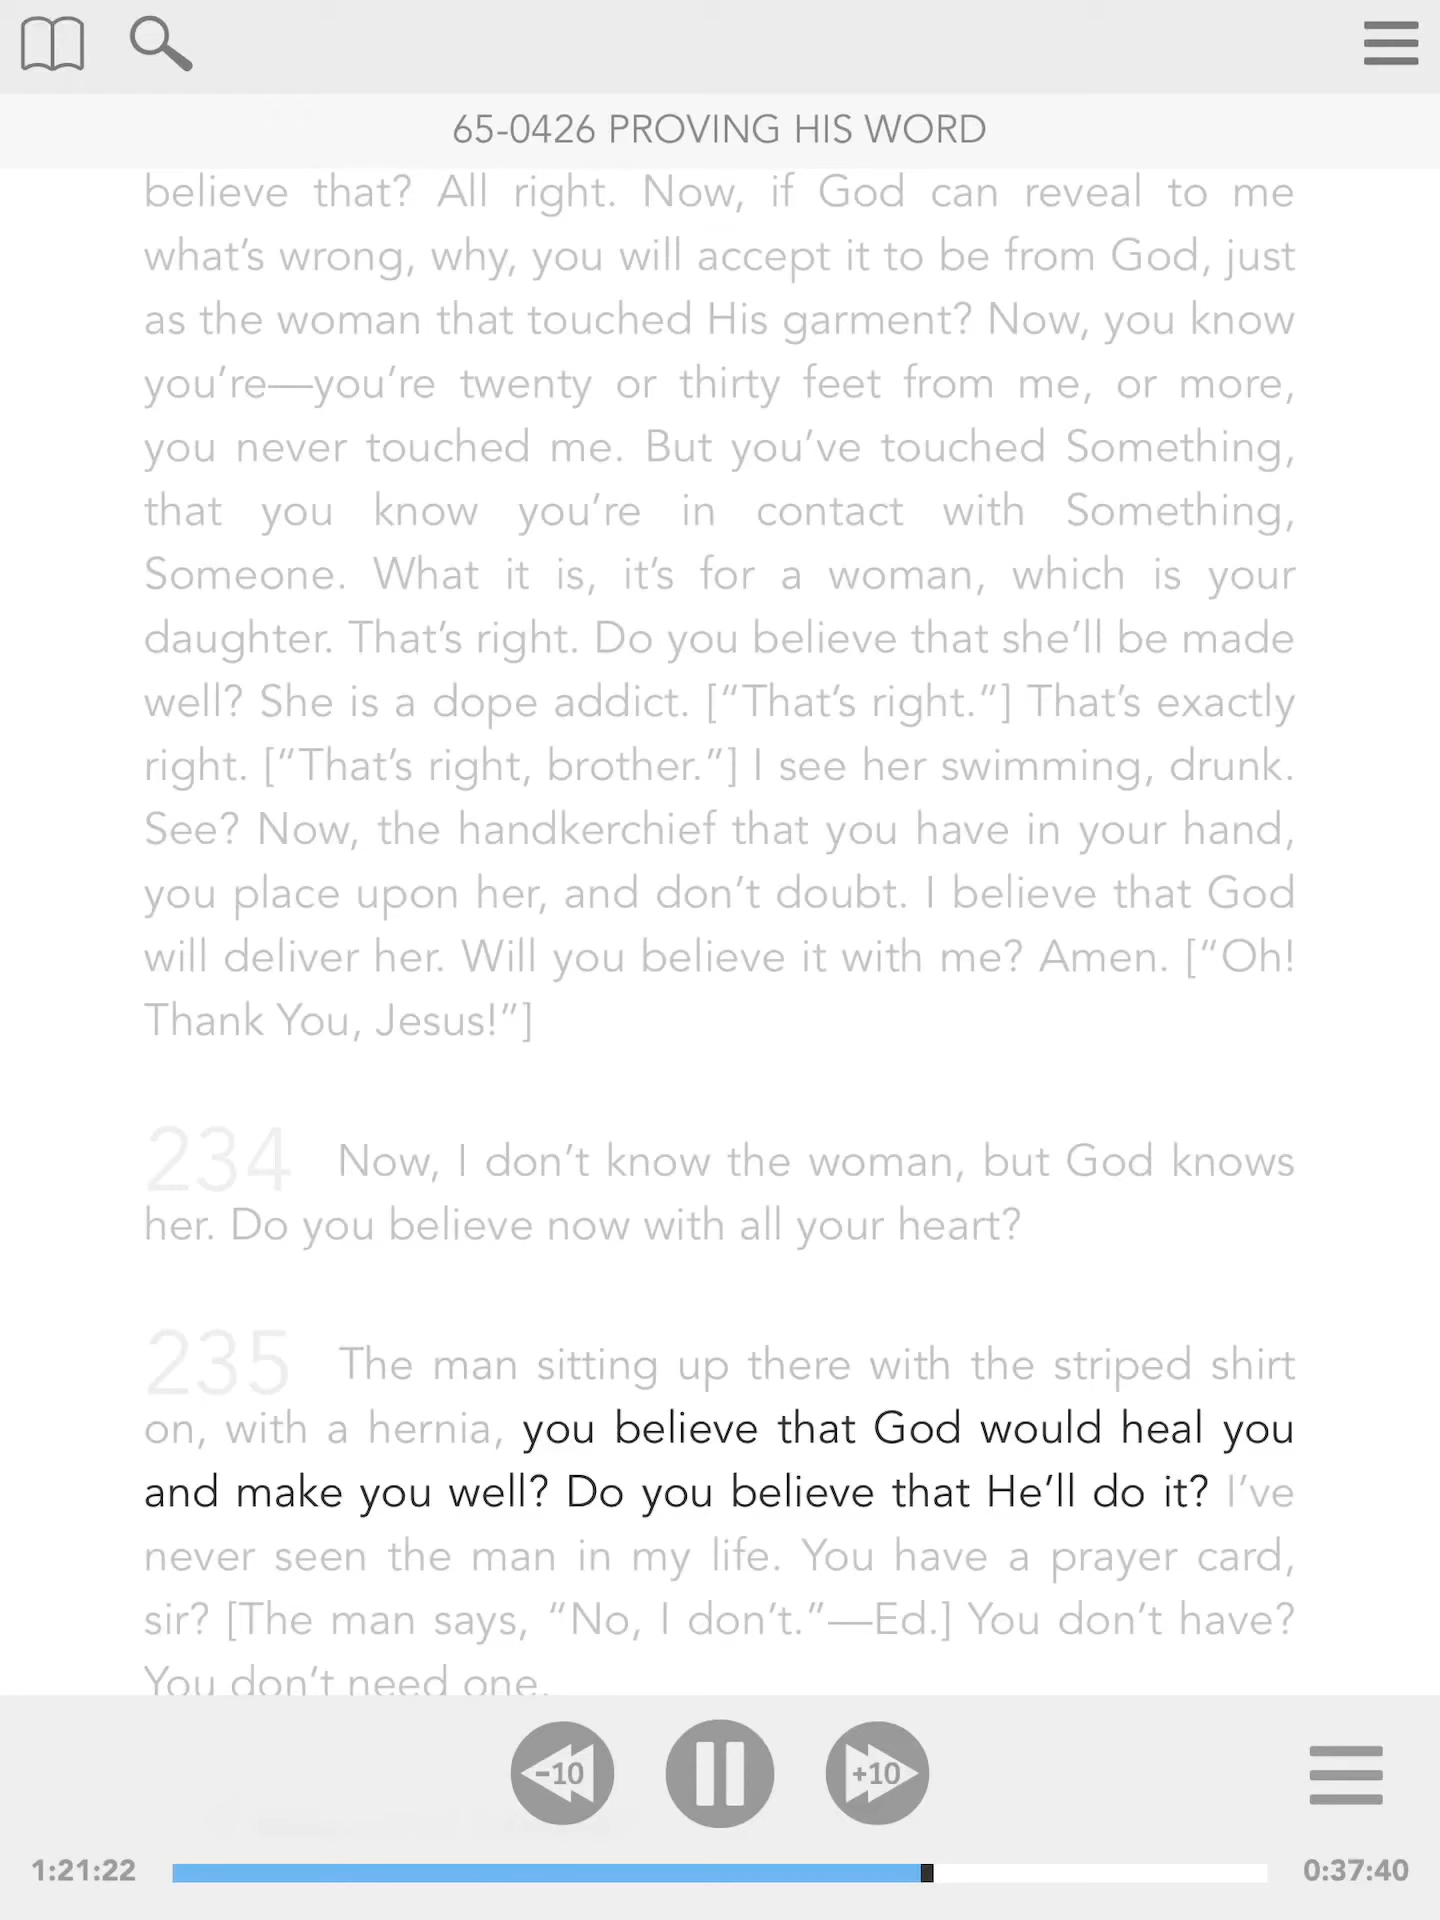 65-0426 PROVING HIS WORD
believe that? All right. Now, if God can reveal to me
what’s wrong, why, you will accept it to be from God, just
as the woman that touched His garment? Now, you know
you’re—you’re twenty or thirty feet from me, or more,
you never touched me. But you’ve touched Something,
that you know you’re in contact with Something,
Someone. What it is, it’s for a woman, which is your
daughter. That’s right. Do you believe that she’ll be made
well? She is a dope addict. [“That’s right.”] That’s exactly
right. [“That’s right, brother.”] I see her swimming, drunk.
See? Now, the handkerchief that you have in your hand,
you place upon her, and don’t doubt. I believe that God
will deliver her. Will you believe it with me? Amen. [“Oh!
Thank You, Jesus!”]
234 Now, I don’t know the woman, but God knows
her. Do you believe now with all your heart?
235 The man sitting up there with the striped shirt
on, with a hernia, you believe that God would heal you
and make you well? Do you believe that He’ll do it? I’ve
never seen the man in my life. You have a prayer card,
sir? [The man says, “No, I don’t.”—Ed.] You don’t have?
You don’t need one.
-10 +10
1:21:22 0:37:40